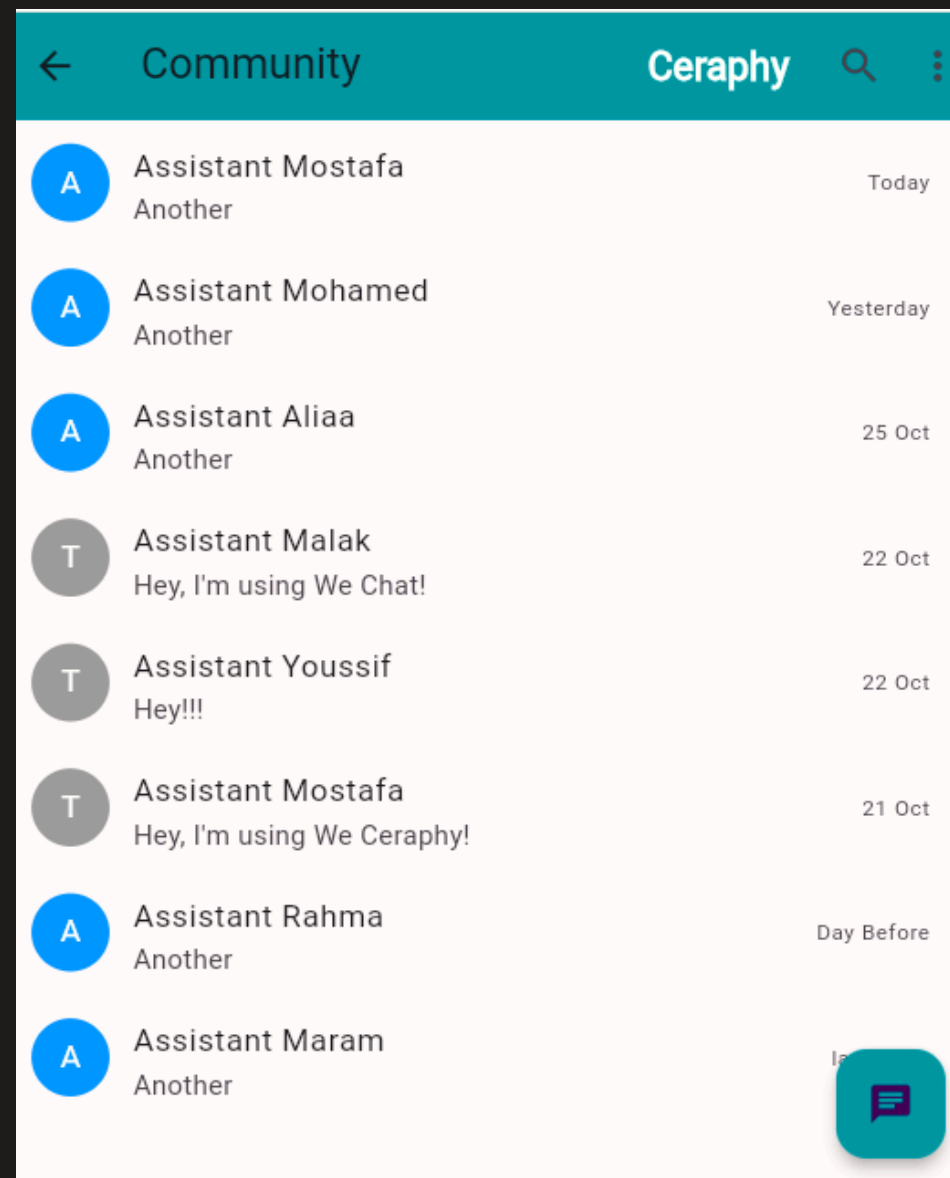 Community Ceraphy
A Assistant Mostafa Today
Another
A Assistant Mohamed Yesterday
Another
A Assistant Aliaa 25 Oct
Another
T Assistant Malak 22 Oct
Hey, I'm using We Chat!
T Assistant Youssif 22 Oct
Hey!!!
T Assistant Mostafa 21 Oct
Hey, I'm using We Ceraphy!
A Assistant Rahma Day Before
Another
A Assistant Maram
Another